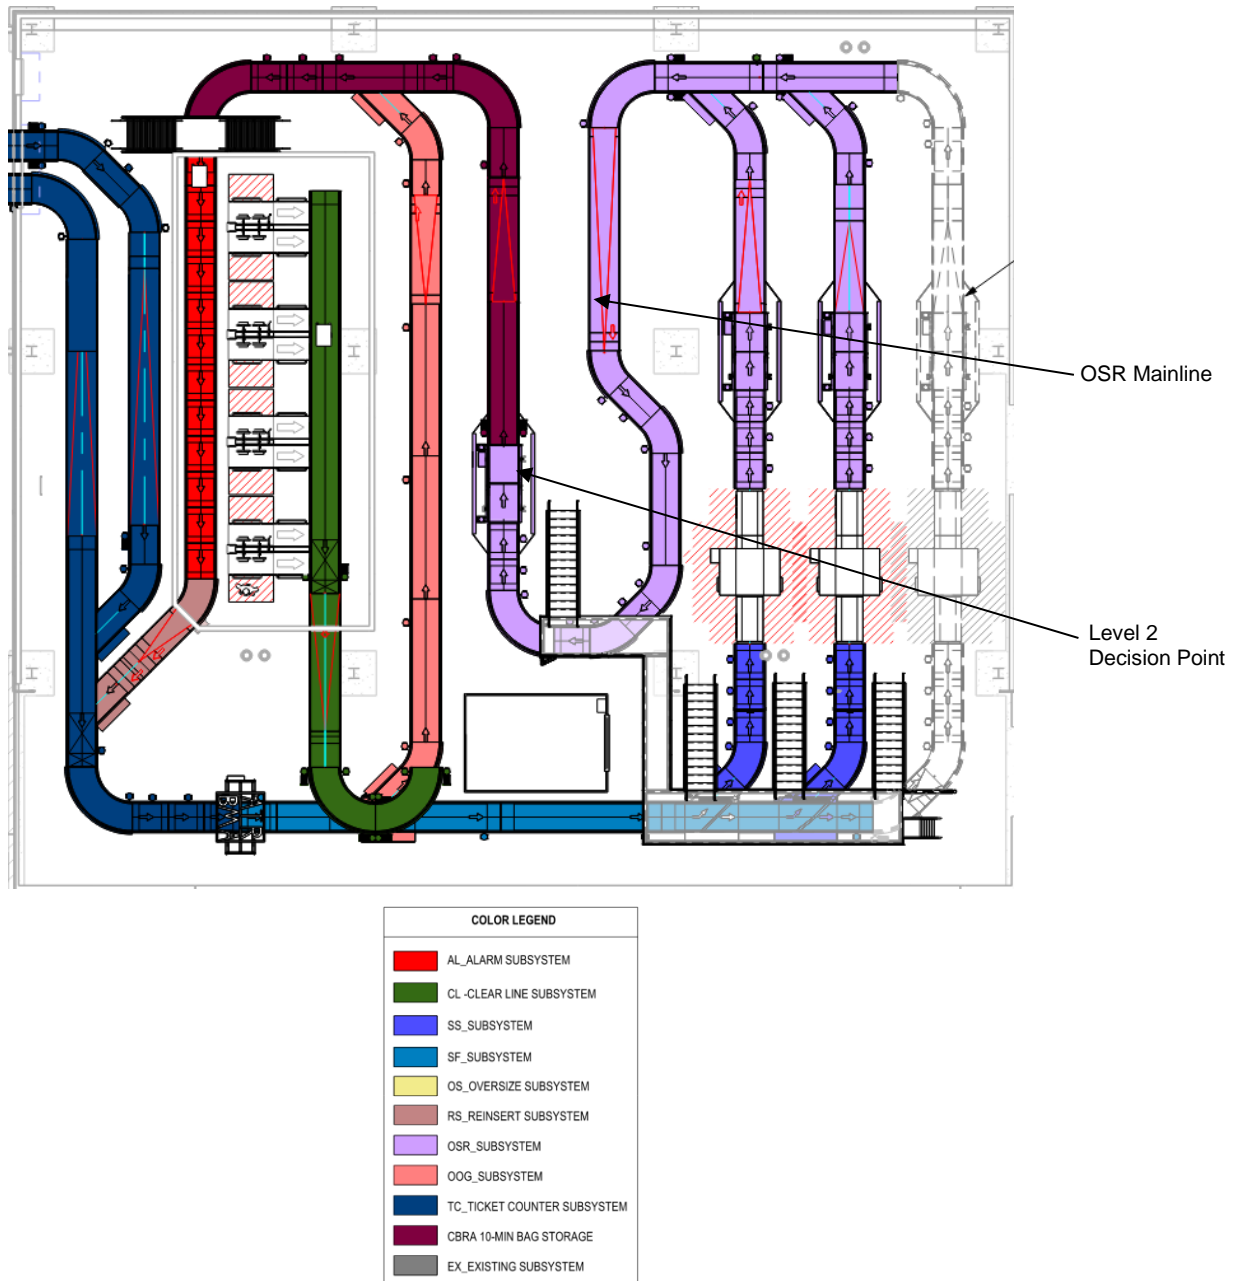 OSR Mainline
Level 2
Decision Point
COLOR LEGEND
AL_ALARM SUBSYSTEM
CL -CLEAR LINE SUBSYSTEM
SS_SUBSYSTEM
SF_SUBSYSTEM
OS_OVERSIZE SUBSYSTEM
RS_REINSERT SUBSYSTEM
OSR_SUBSYSTEM
OOG_SUBSYSTEM
TC_TICKET COUNTER SUBSYSTEM
CBRA 10-MIN BAG STORAGE
EX_EXISTING SUBSYSTEM